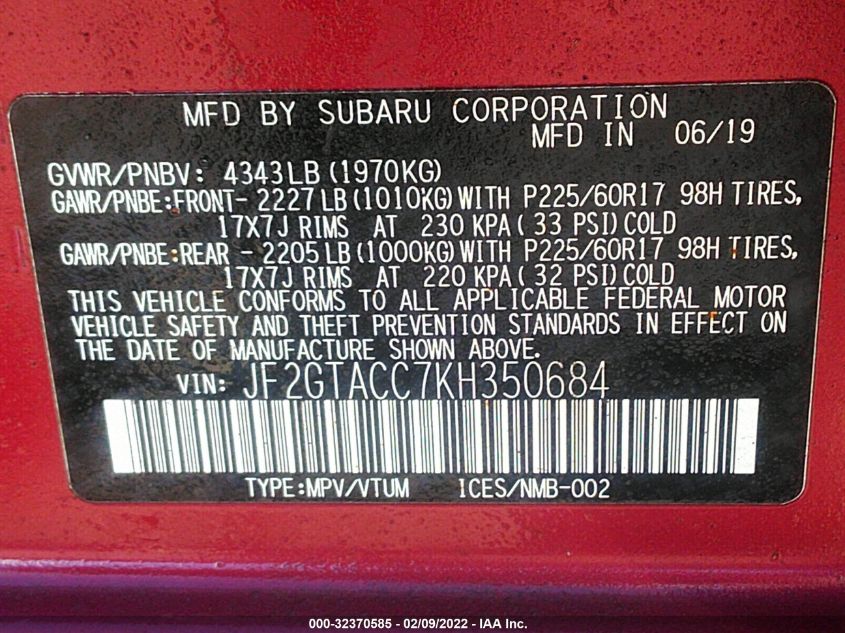 MFD BY SUBARU CORPORATION
MFD IN 06/19
GVWR/PNBV: 4343LB (1970KG)
GAWR/PNBE:FRONT- 2227 LB (1010KG) WITH P225/60R17 98H TIRES,
17X7J RIMS AT 230 KPA ( 33 PSI) COLD
GAWR/PNBE:REAR - 2205 LB (1000KG) WITH P225/60R17 98H TIRES,
17X7J RIMS AT 220 KPA ( 32 PSI) COLD
THIS VEHICLE CONFORMS TO ALL APPLICABLE FEDERAL MOTOR
VEHICLE SAFETY AND THEFT PREVENTION STANDARDS IN EFFECT ON
THE DATE OF MANUFACTURE SHOWN ABOVE.
VIN: JF2GTACC7KH350684
TYPE:MPV/VTUM ICES/NMB-002
000-32370585 - 02/09/2022 - IAA Inc.